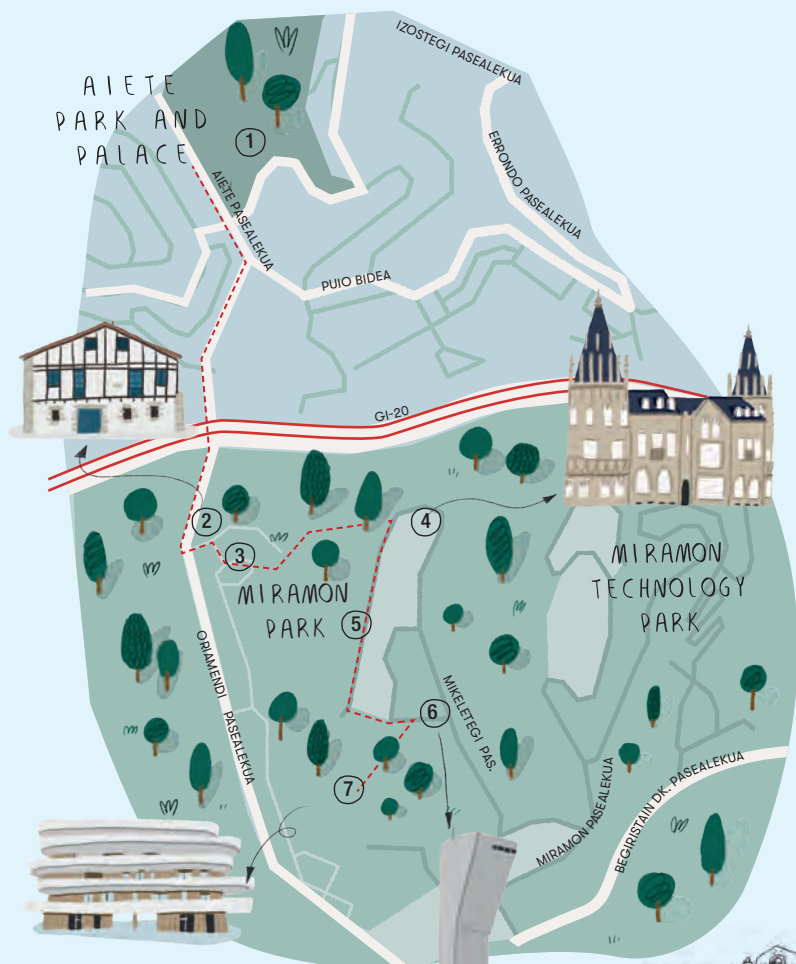 IZOSTEGI PASEALEKUA
AIETE
PARK AND
PALACE
1
ERRONDO PASEALEKUA
AIETE PASEALEKUA
PUIO BIDEA
GI-20
2
4
3
MIRAMON
TECHNOLOGY
PARK
MIRAMON
PARK
5
ORIAMENDI PASEALEKUA
MIKELETEGI PAS.
6
7
MIRAMON PASEALEKUA
BEGIRISTAIN DK. PASEALEKUA